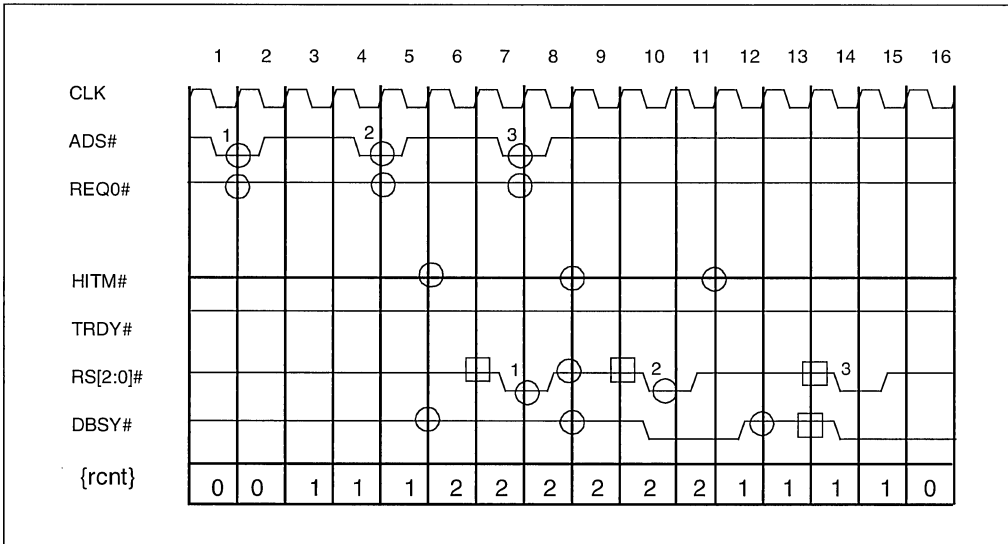 1 2 3 4 5 6 7 8 9 10 11 12 13 14 15 16
CLK
ADS# 1 2 3
REQ0#
HITM#
TRDY#
RS[2:0]# 1 2 3
DBSY#
{rcnt} 0 0 1 1 1 2 2 2 2 2 2 1 1 1 1 0